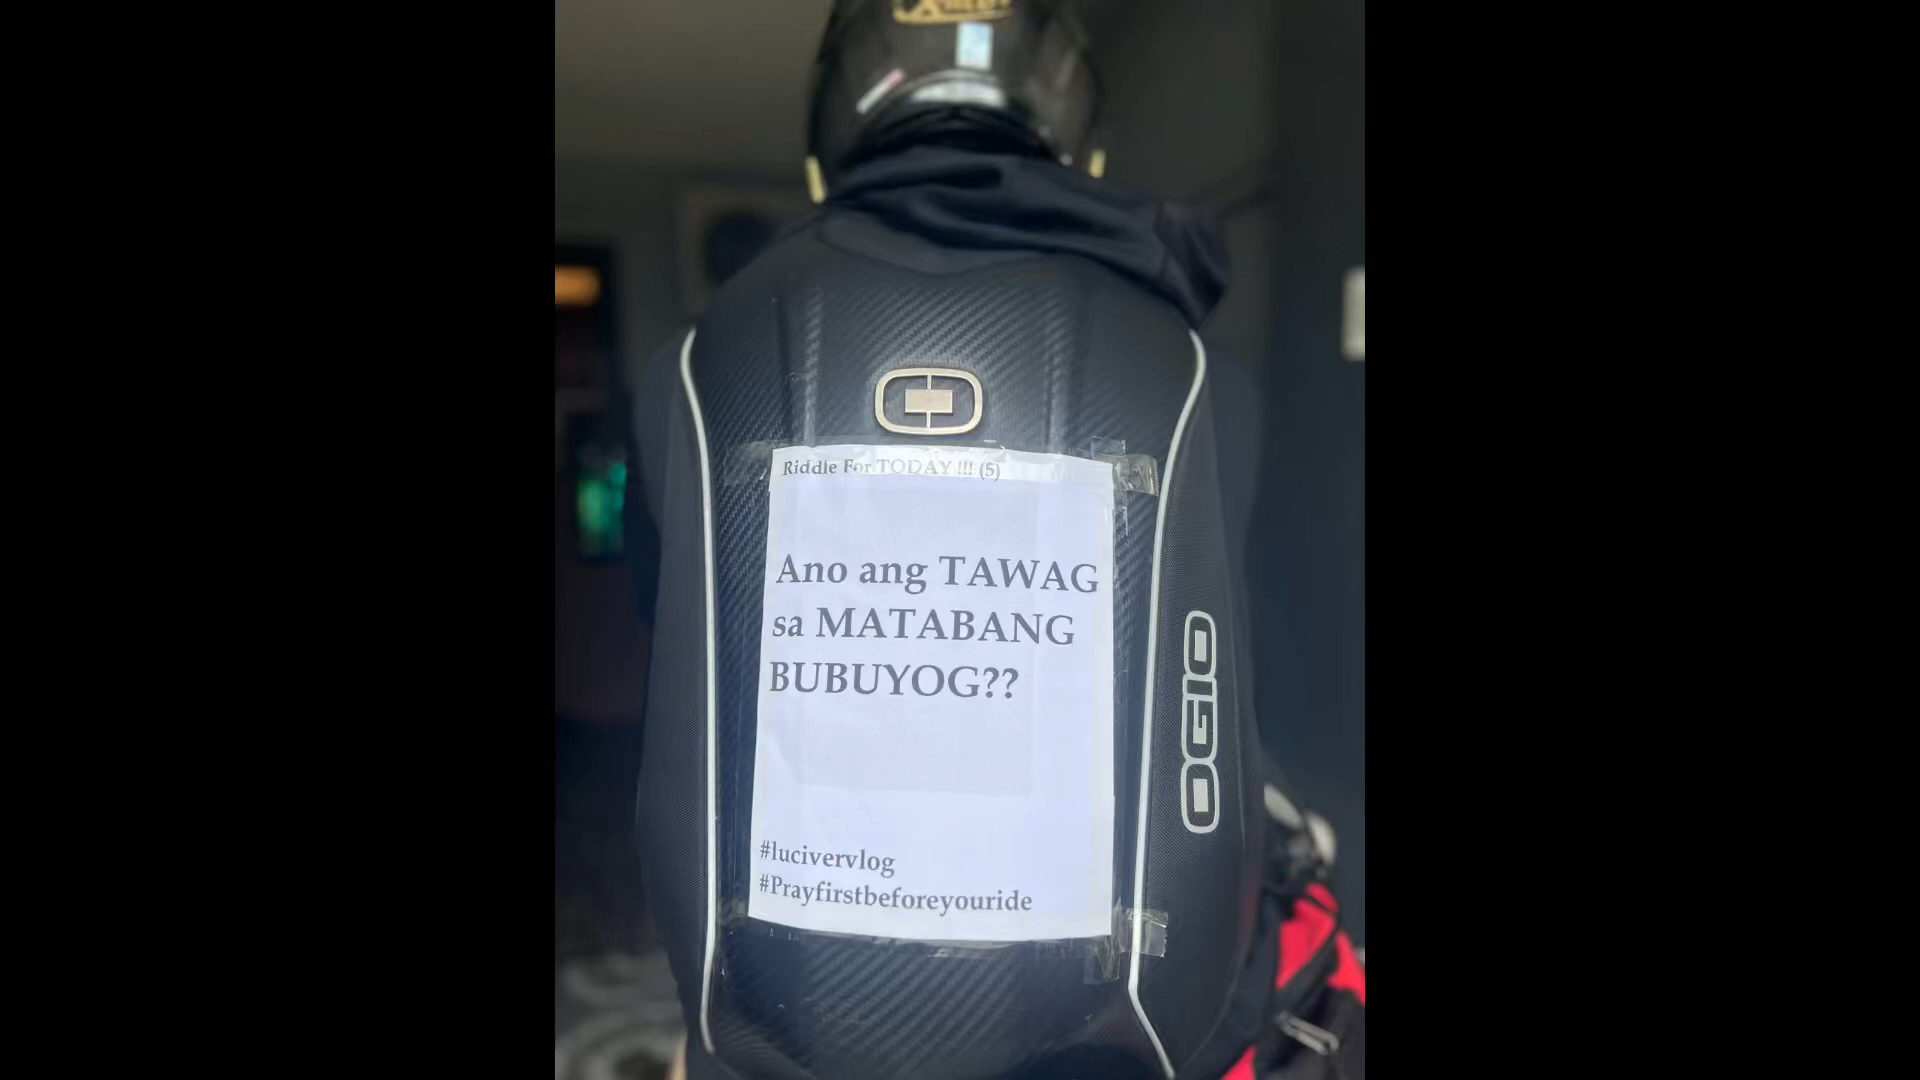 Riddle For TODAY !!! (5)
Ano ang TAWAG
sa MATABANG
BUBUYOG??
#lucivervlog
#Prayfirstbeforeyouride
OGIO